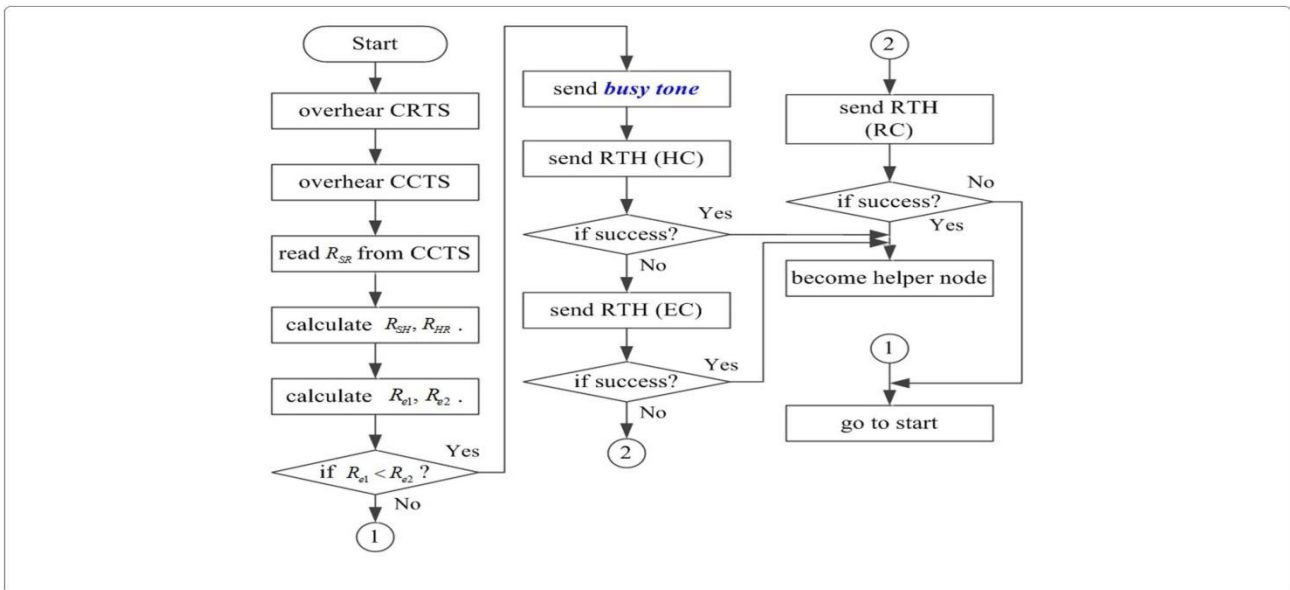 Start
overhear CRTS
overhear CCTS
read R_SR from CCTS
calculate R_SH, R_HR .
calculate R_e1, R_e2 .
if R_e1 < R_e2 ?
Yes
No
1
send busy tone
send RTH (HC)
if success?
Yes
No
send RTH (EC)
if success?
Yes
No
2
2
send RTH
(RC)
if success?
No
Yes
become helper node
1
go to start